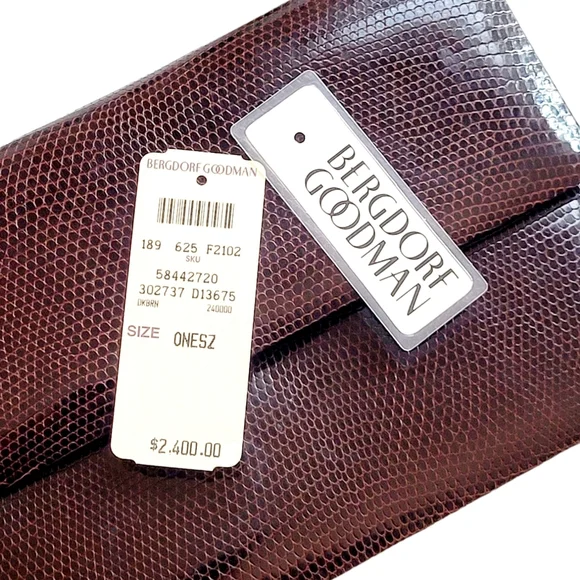 BERGDORF GOODMAN
189 625 F2102
SKU
58442720
302737 D13675
DKBRN 240000
SIZE ONESZ
$2,400.00
BERGDORF
GOODMAN